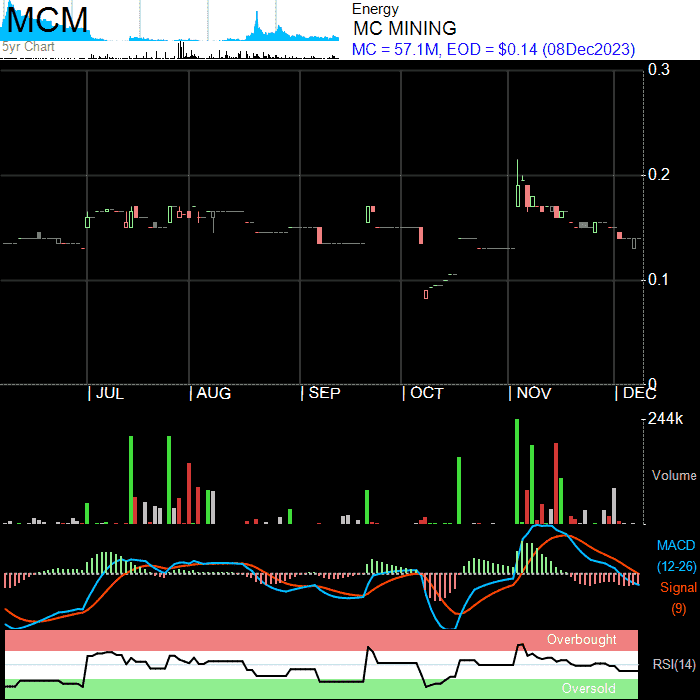 MCM
5yr Chart
Energy
MC MINING
MC = 57.1M, EOD = $0.14 (08Dec2023)
0.3
0.2
0.1
0
JUL AUG SEP OCT NOV DEC
244k
Volume
MACD
(12-26)
Signal
(9)
Overbought
RSI(14)
Oversold